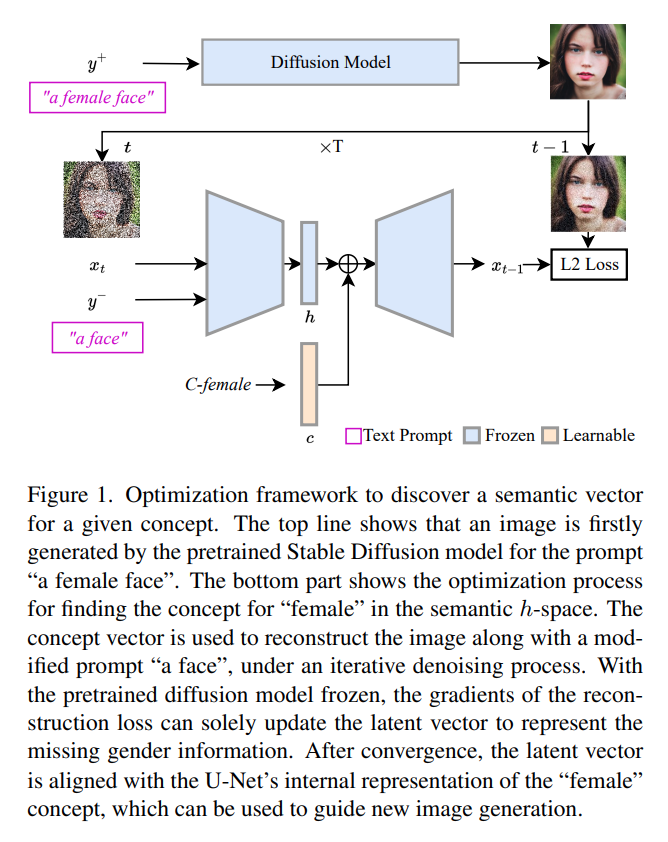 y+
Diffusion Model
"a female face"
t
×T
t − 1
xt
xt−1
L2 Loss
y−
h
"a face"
C-female
c
Text Prompt
Frozen
Learnable
Figure 1. Optimization framework to discover a semantic vector
for a given concept. The top line shows that an image is firstly
generated by the pretrained Stable Diffusion model for the prompt
“a female face”. The bottom part shows the optimization process
for finding the concept for “female” in the semantic h-space. The
concept vector is used to reconstruct the image along with a mod-
ified prompt “a face”, under an iterative denoising process. With
the pretrained diffusion model frozen, the gradients of the recon-
struction loss can solely update the latent vector to represent the
missing gender information. After convergence, the latent vector
is aligned with the U-Net’s internal representation of the “female”
concept, which can be used to guide new image generation.